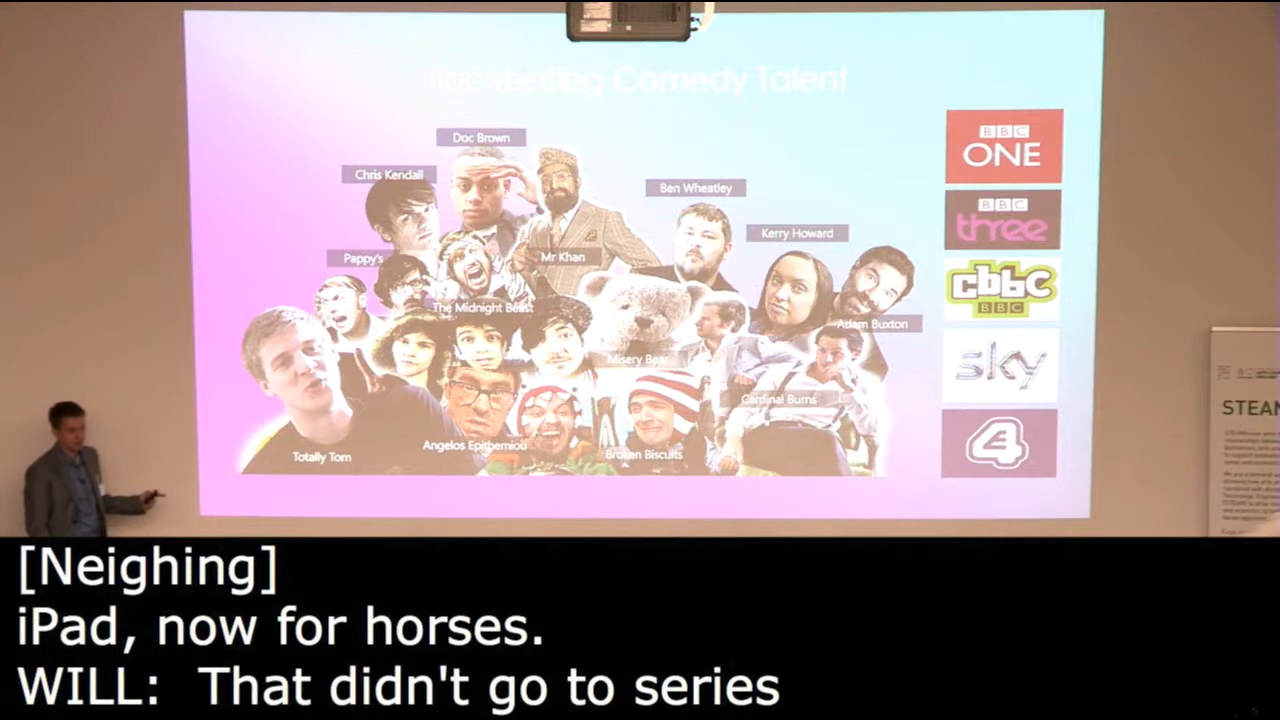 Comedy Talent
Doc Brown
Chris Kendall
Ben Wheatley
Kerry Howard
Pappy's
Mr Khan
The Midnight Beast
Adam Buxton
Misery Bear
Cardinal Burns
Angelos Epithemiou
Broken Biscuits
Totally Tom
BBC
ONE
BBC
three
cbbc
BBC
sky
4
STEAM
[Neighing]
iPad, now for horses.
WILL: That didn't go to series